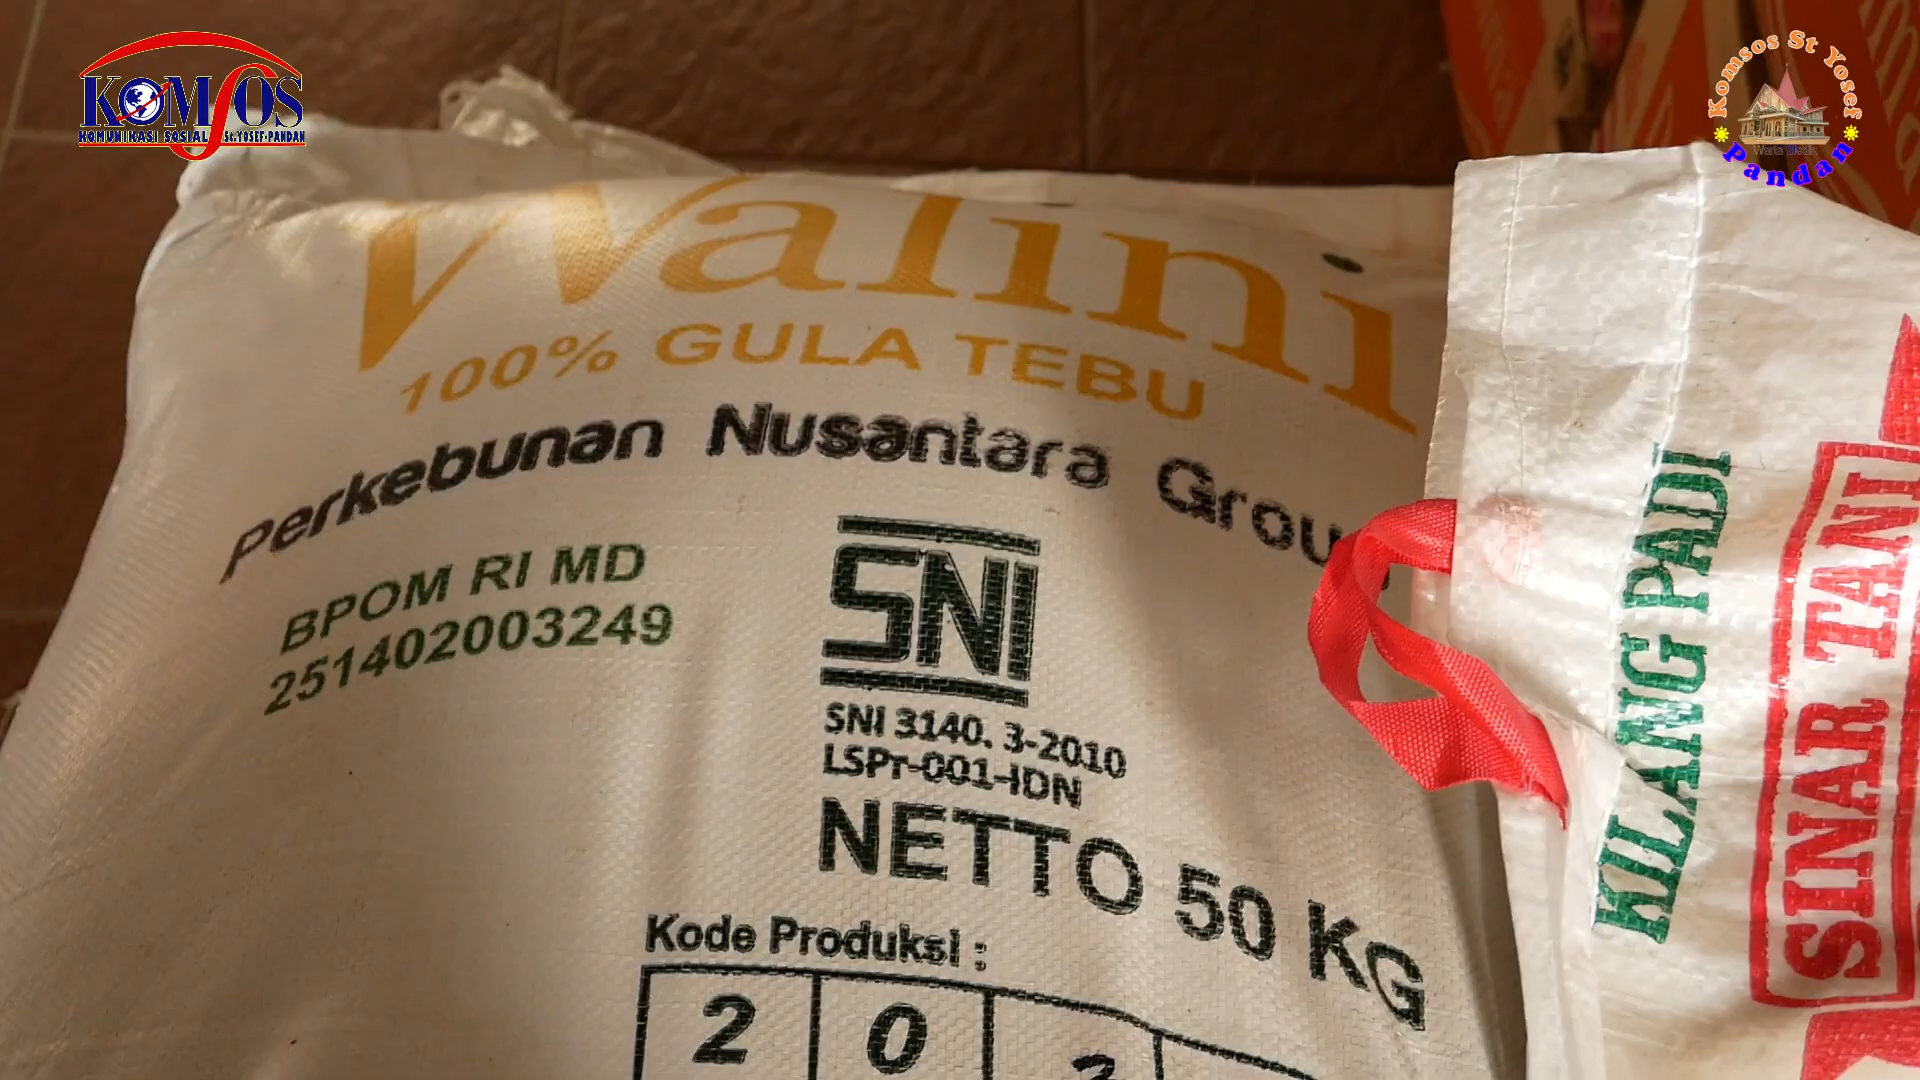 KOMSOS
KOMUNIKASI SOSIAL St.YOSEF-PANDAN
Komsos St Yosef
Pandan
Walini
100% GULA TEBU
Perkebunan Nusantara Group
BPOM RI MD
251402003249
SNI
SNI 3140. 3-2010
LSPr-001-IDN
NETTO 50 KG
Kode Produksi :
2 0
KILANG PADI
SINAR TANI